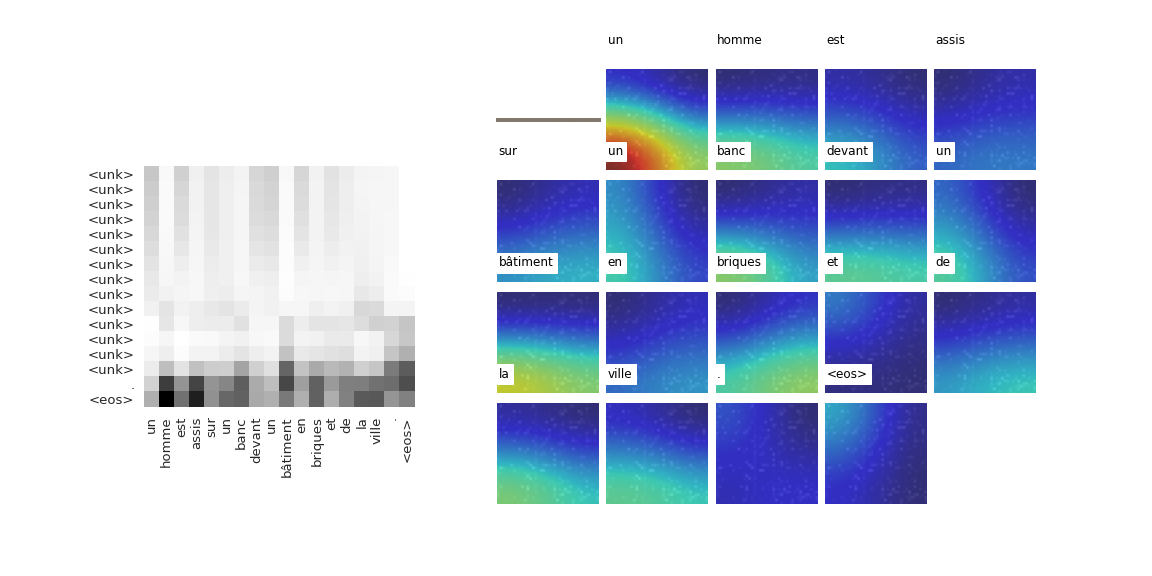 un homme est assis
sur un banc devant un
bâtiment en briques et de
la ville . <eos>
<unk>
<unk>
<unk>
<unk>
<unk>
<unk>
<unk>
<unk>
<unk>
<unk>
<unk>
<unk>
<unk>
<unk>
.
<eos>
un
homme
est
assis
sur
un
banc
devant
un
bâtiment
en
briques
et
de
la
ville
.
<eos>